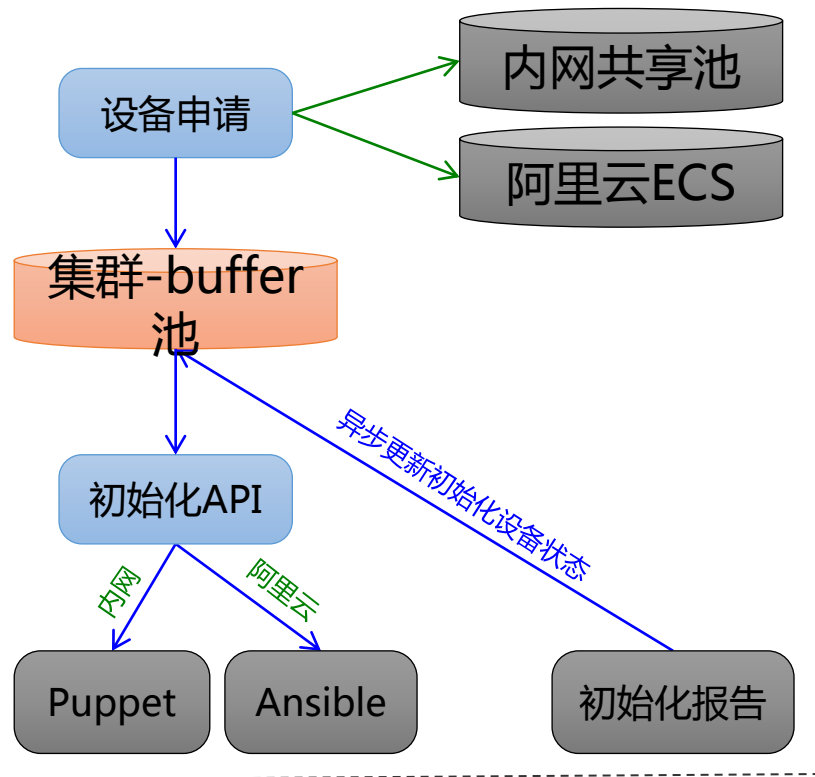 内网共享池
设备申请
阿里云ECS
集群-buffer
池
异步更新初始化设备状态
初始化API
内网
阿里云
Puppet
Ansible
初始化报告